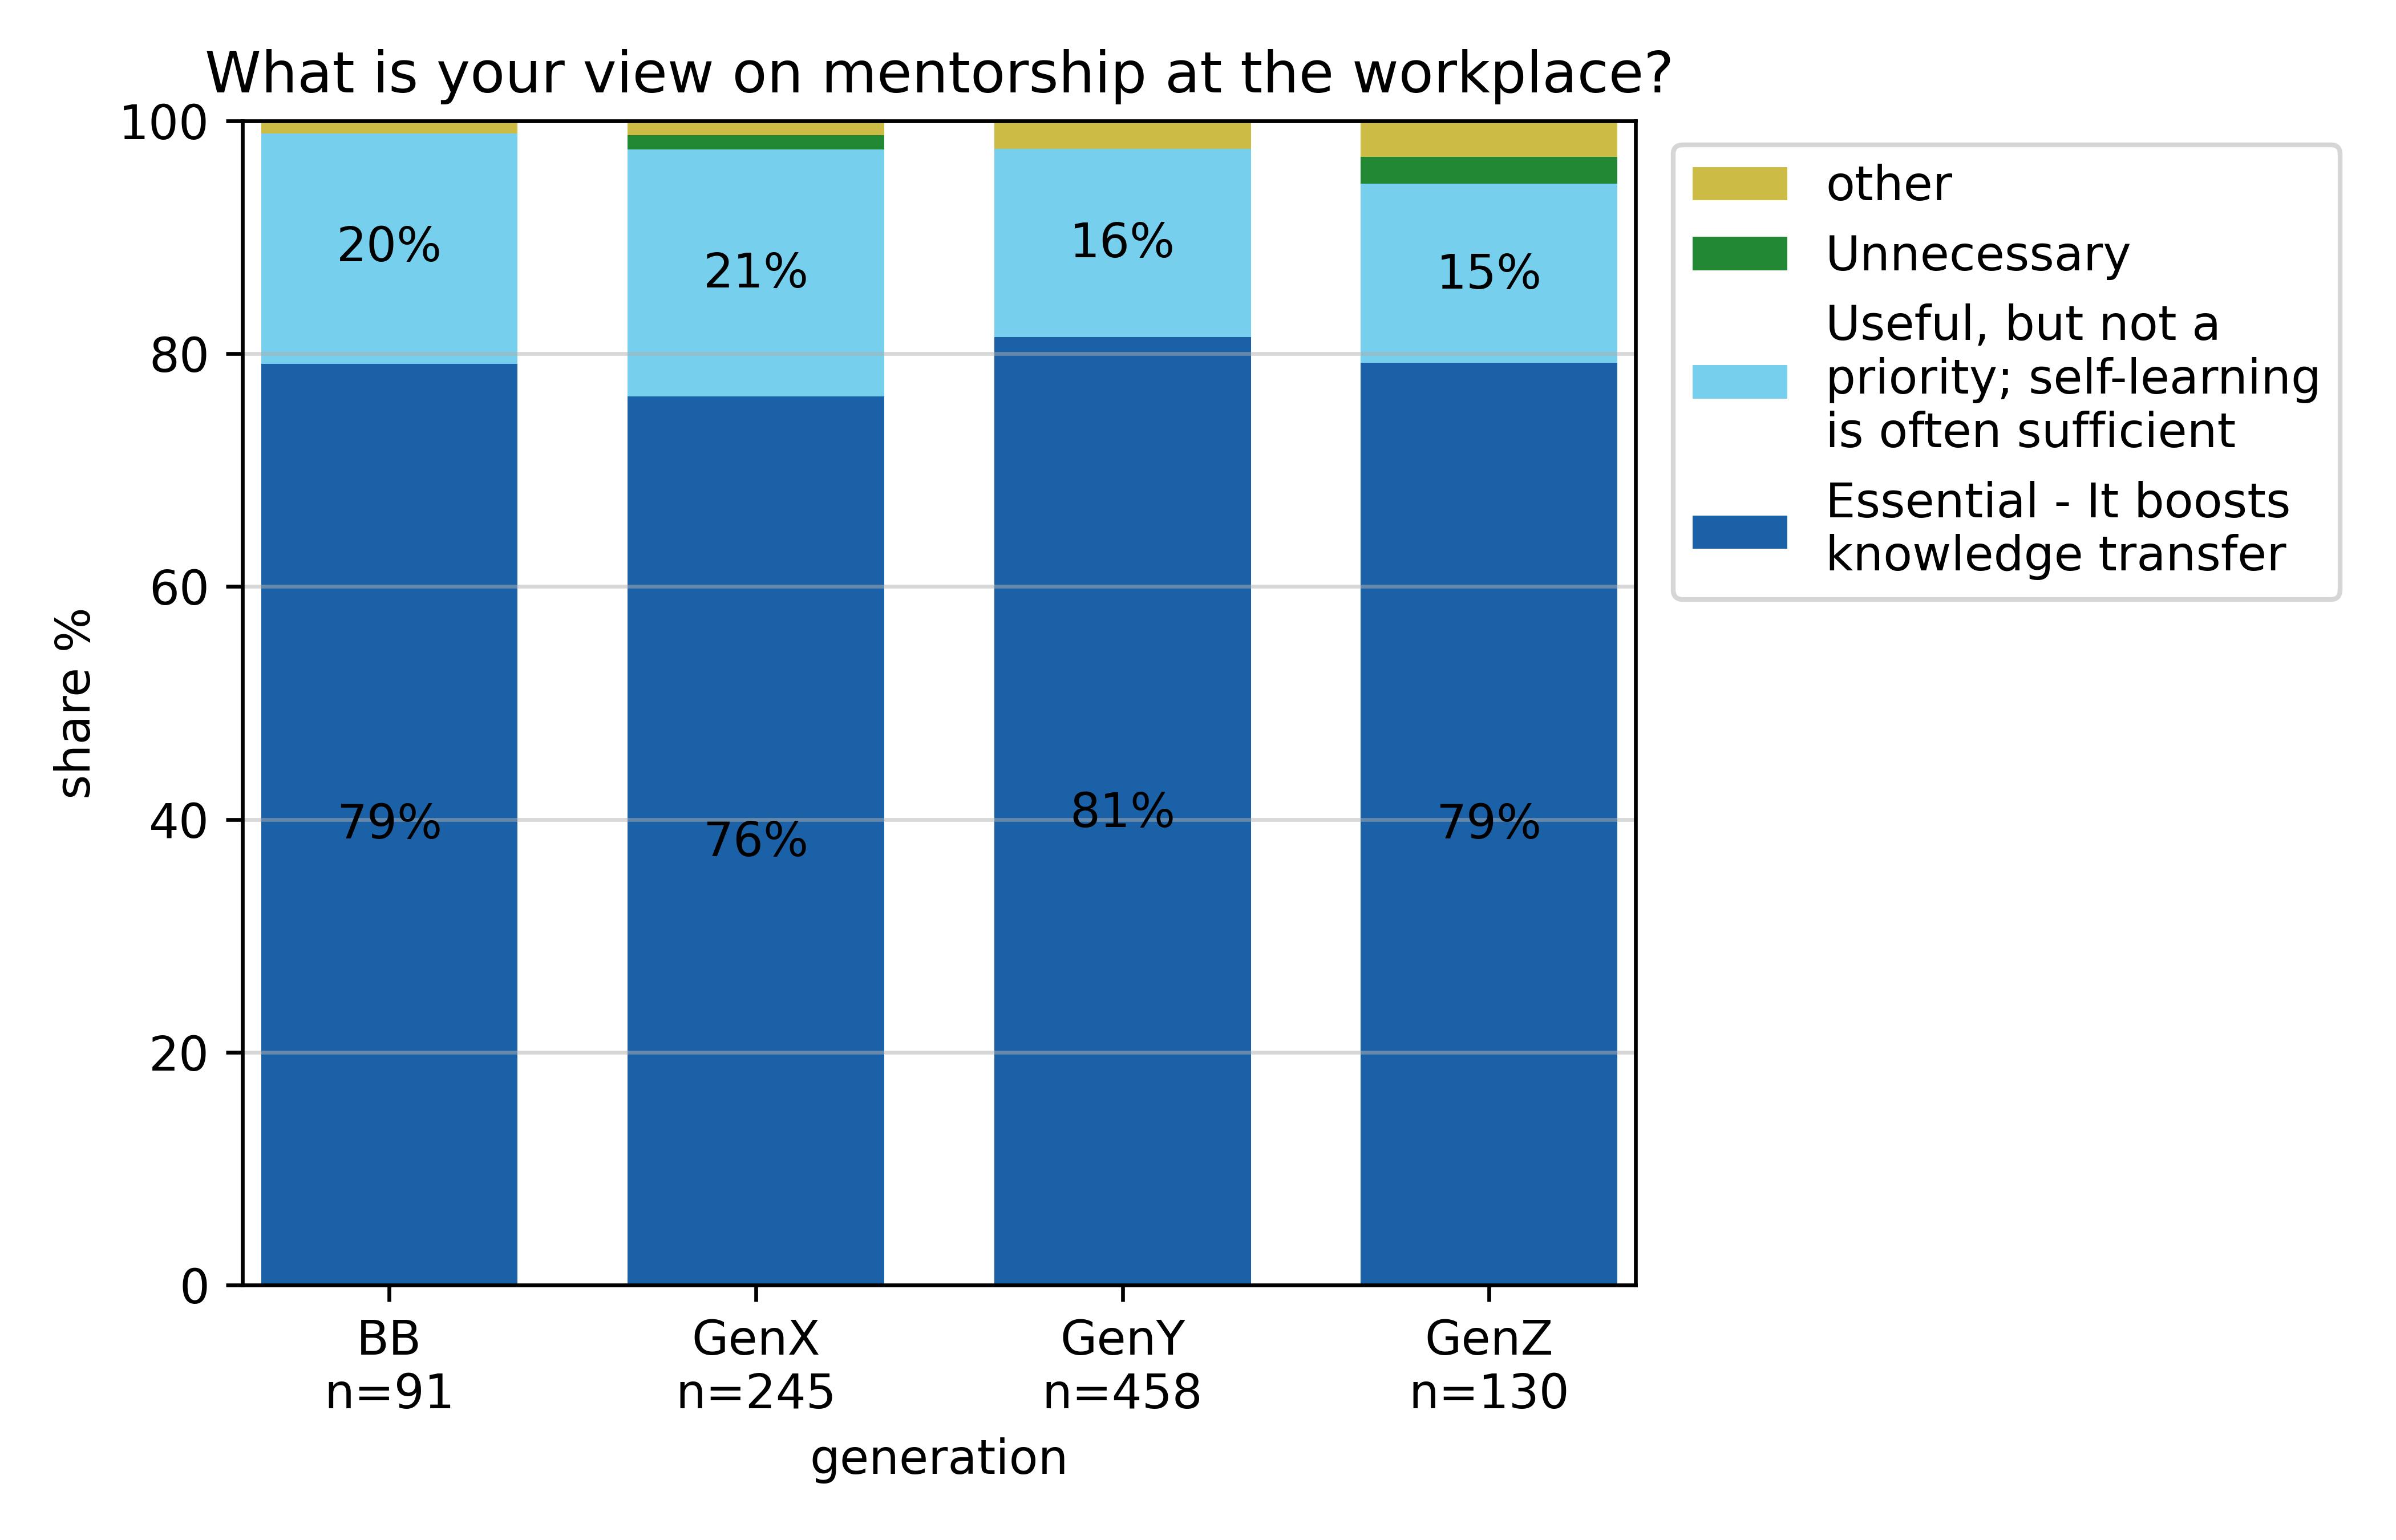 What is your view on mentorship at the workplace?
100
80
60
40
20
0
share %
20%
21%
16%
15%
79%
76%
81%
79%
BB
n=91
GenX
n=245
GenY
n=458
GenZ
n=130
generation
other
Unnecessary
Useful, but not a
priority; self-learning
is often sufficient
Essential - It boosts
knowledge transfer